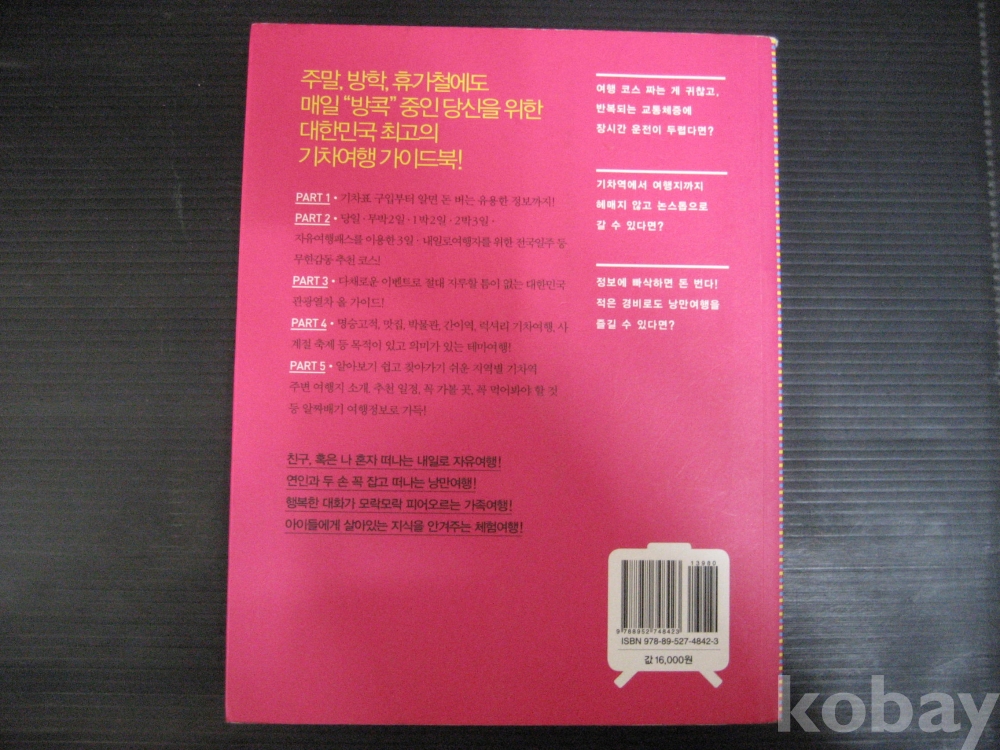 주말, 방학, 휴가철에도
매일 “방콕” 중인 당신을 위한
대한민국 최고의
기차여행 가이드북!
PART 1 • 기차표 구입부터 알면 돈 버는 유용한 정보까지!
PART 2 • 당일 · 무박2일 · 1박2일 · 2박3일 ·
자유여행패스를 이용한 3일 · 내일로여행자를 위한 전국일주 등
무한감동 추천 코스!
PART 3 • 다채로운 이벤트로 절대 지루할 틈이 없는 대한민국
관광열차 올 가이드!
PART 4 • 명승고적, 맛집, 박물관, 간이역, 럭셔리 기차여행, 사
계절 축제 등 목적이 있고 의미가 있는 테마여행!
PART 5 • 알아보기 쉽고 찾아가기 쉬운 지역별 기차역
주변 여행지 소개, 추천 일정, 꼭 가볼 곳, 꼭 먹어봐야 할 것
등 알짜배기 여행정보로 가득!
친구, 혹은 나 혼자 떠나는 내일로 자유여행!
연인과 두 손 꼭 잡고 떠나는 낭만여행!
행복한 대화가 모락모락 피어오르는 가족여행!
아이들에게 살아있는 지식을 안겨주는 체험여행!
여행 코스 짜는 게 귀찮고,
반복되는 교통체증에
장시간 운전이 두렵다면?
기차역에서 여행지까지
헤매지 않고 논스톱으로
갈 수 있다면?
정보에 빠삭하면 돈 번다!
적은 경비로도 낭만여행을
즐길 수 있다면?
13980
9788952748423
ISBN 978-89-527-4842-3
값 16,000원
kobay